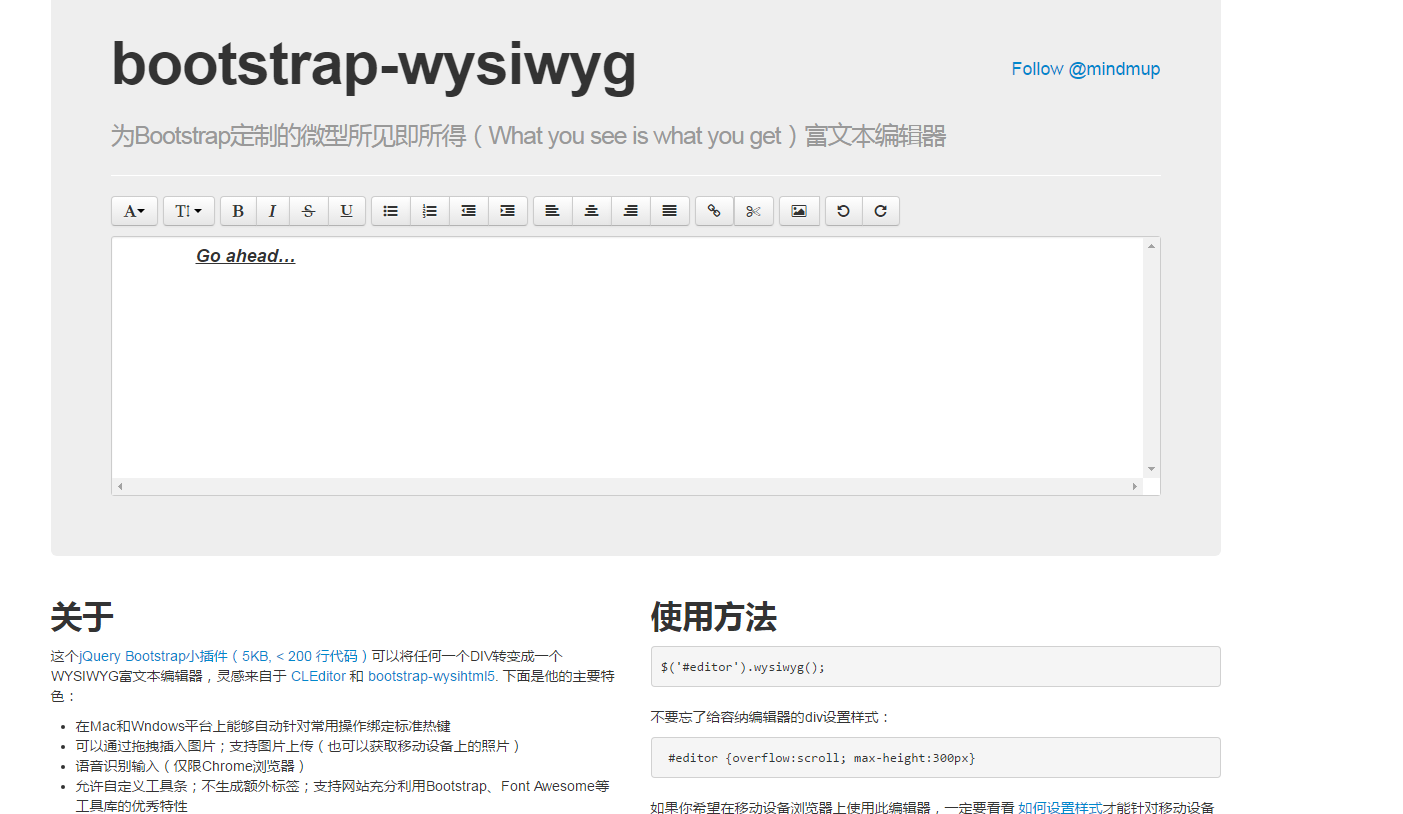 bootstrap-wysiwyg
Follow @mindmup
为Bootstrap定制的微型所见即所得（What you see is what you get）富文本编辑器
A TI B I S U
Go ahead…
关于
这个jQuery Bootstrap小插件（5KB, < 200 行代码）可以将任何一个DIV转变成一个
WYSIWYG富文本编辑器，灵感来自于 CLEditor 和 bootstrap-wysihtml5. 下面是他的主要特
色：
在Mac和Wndows平台上能够自动针对常用操作绑定标准热键
可以通过拖拽插入图片；支持图片上传（也可以获取移动设备上的照片）
语音识别输入（仅限Chrome浏览器）
允许自定义工具条；不生成额外标签；支持网站充分利用Bootstrap、Font Awesome等
工具库的优秀特性
使用方法
$('#editor').wysiwyg();
不要忘了给容纳编辑器的div设置样式：
#editor {overflow:scroll; max-height:300px}
如果你希望在移动设备浏览器上使用此编辑器，一定要看看 如何设置样式才能针对移动设备